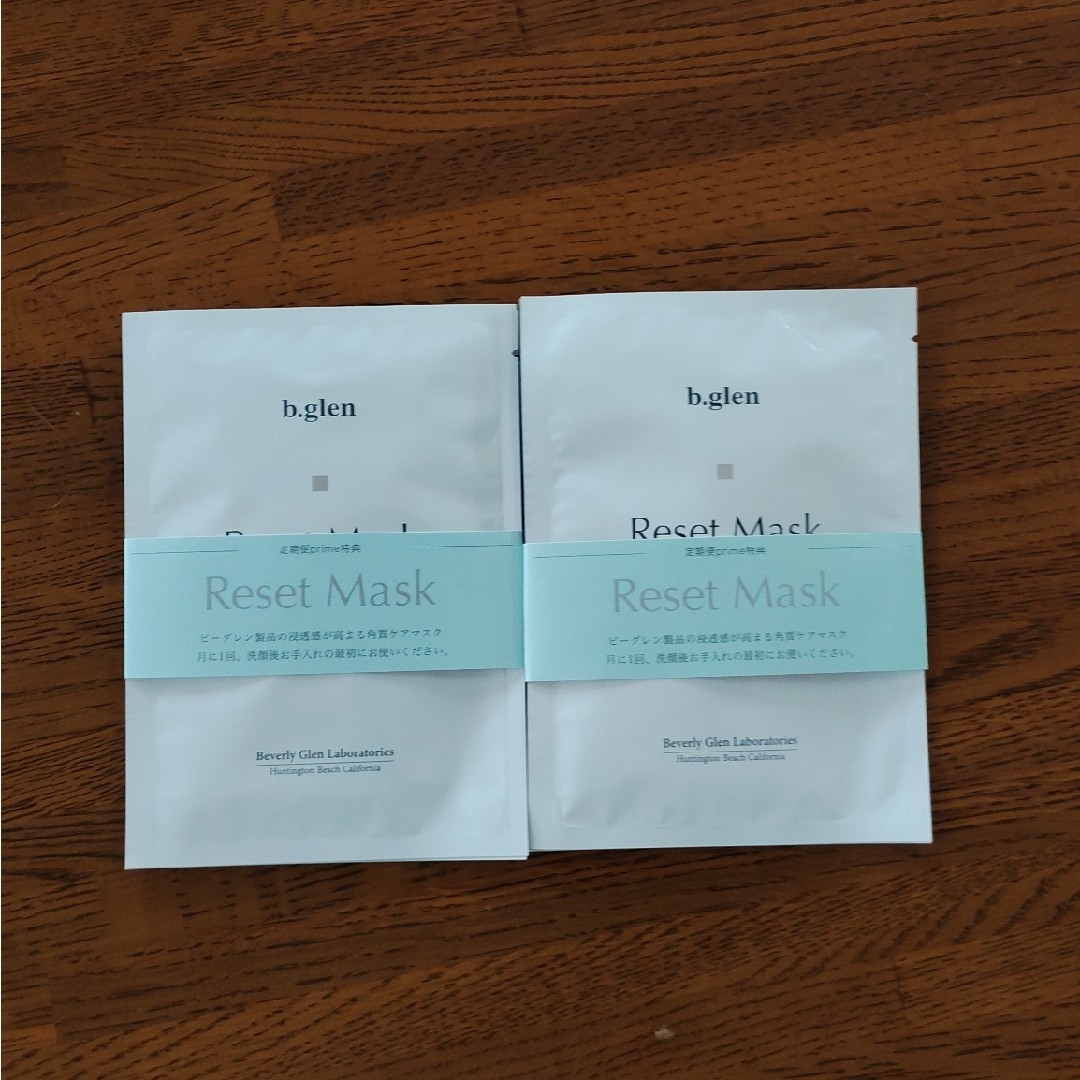 b.glen
Reset Mask
定期便prime特典
Reset Mask
ビーグレン製品の浸透感が高まる角質ケアマスク
月に1回、洗顔後お手入れの最初にお使いください。
Beverly Glen Laboratories
Huntington Beach California
b.glen
Reset Mask
定期便prime特典
Reset Mask
ビーグレン製品の浸透感が高まる角質ケアマスク
月に1回、洗顔後お手入れの最初にお使いください。
Beverly Glen Laboratories
Huntington Beach California